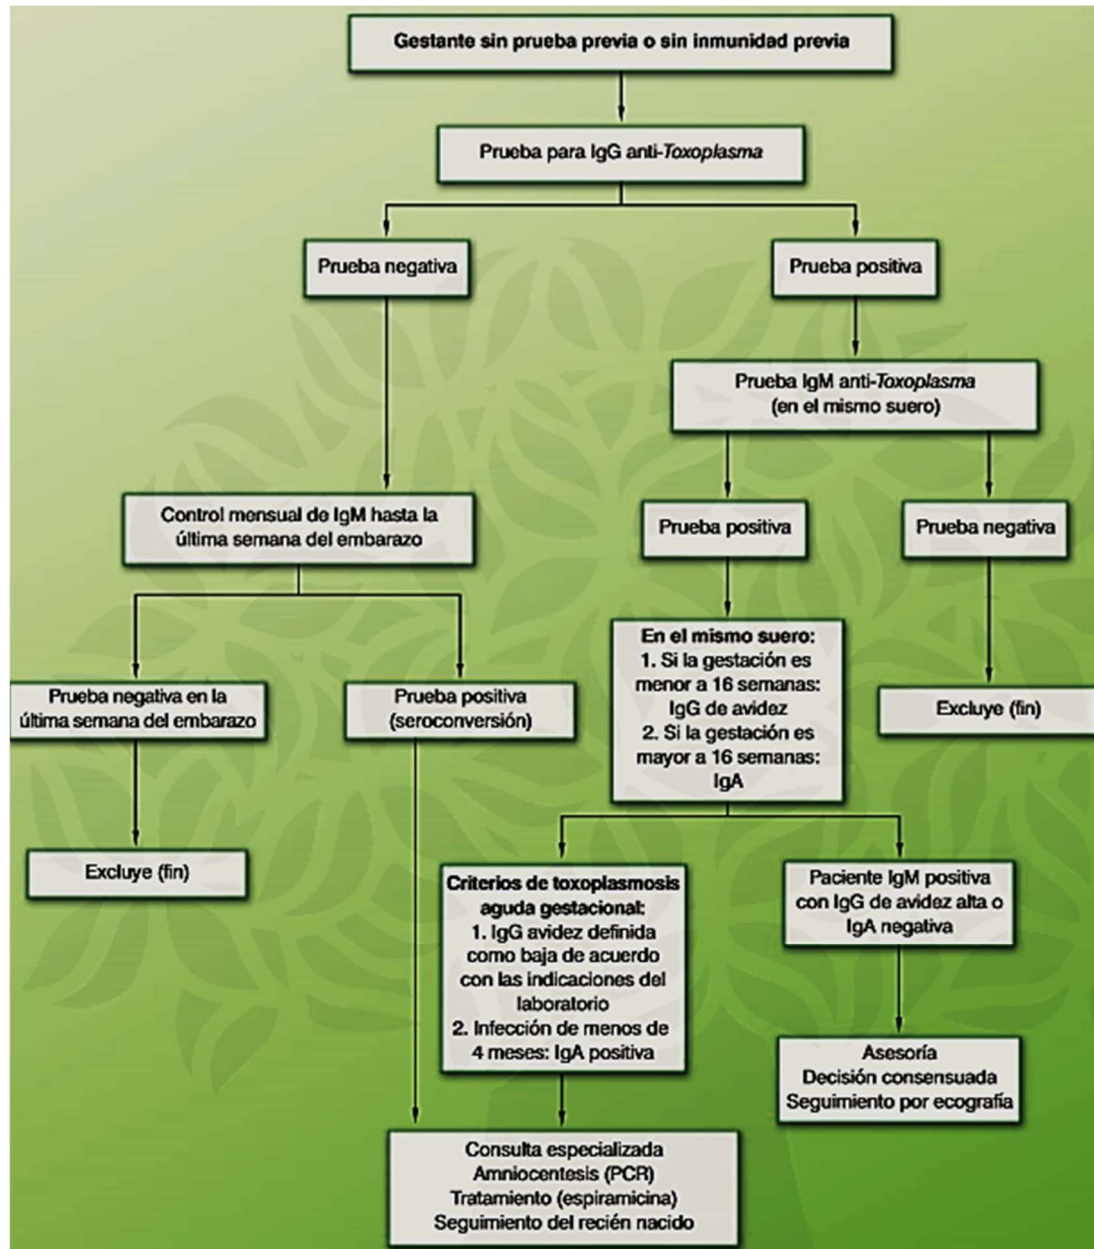 Gestante sin prueba previa o sin inmunidad previa
Prueba para IgG anti-Toxoplasma
Prueba negativa
Prueba positiva
Prueba IgM anti-Toxoplasma
(en el mismo suero)
Control mensual de IgM hasta la
última semana del embarazo
Prueba positiva
Prueba negativa
Prueba negativa en la
última semana del embarazo
Prueba positiva
(seroconversión)
En el mismo suero:
1. Si la gestación es
menor a 16 semanas:
IgG de avidez
2. Si la gestación es
mayor a 16 semanas:
IgA
Excluye (fin)
Excluye (fin)
Criterios de toxoplasmosis
aguda gestacional:
1. IgG avidez definida
como baja de acuerdo
con las indicaciones del
laboratorio
2. Infección de menos de
4 meses: IgA positiva
Paciente IgM positiva
con IgG de avidez alta o
IgA negativa
Asesoría
Decisión consensuada
Seguimiento por ecografía
Consulta especializada
Amniocentesis (PCR)
Tratamiento (espiramicina)
Seguimiento del recién nacido